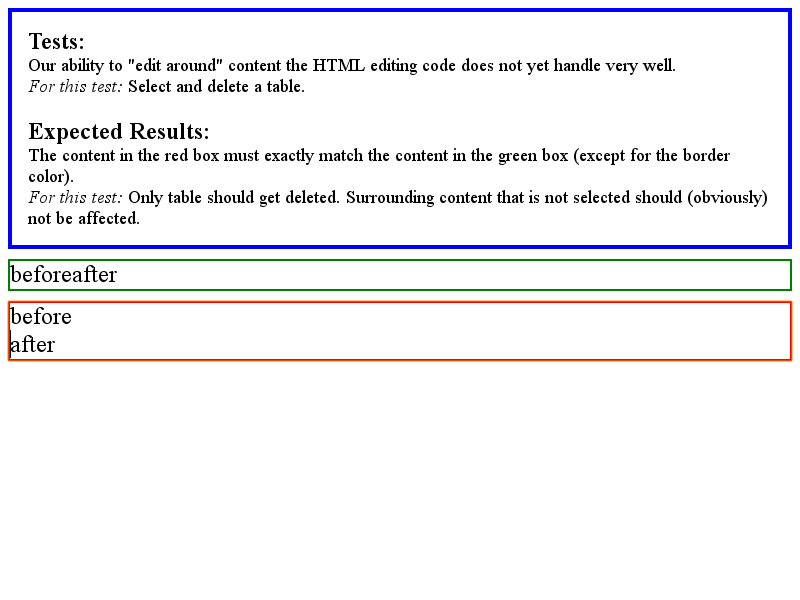 Tests:
Our ability to "edit around" content the HTML editing code does not yet handle very well.
For this test: Select and delete a table.
Expected Results:
The content in the red box must exactly match the content in the green box (except for the border
color).
For this test: Only table should get deleted. Surrounding content that is not selected should (obviously)
not be affected.
beforeafter
before
after